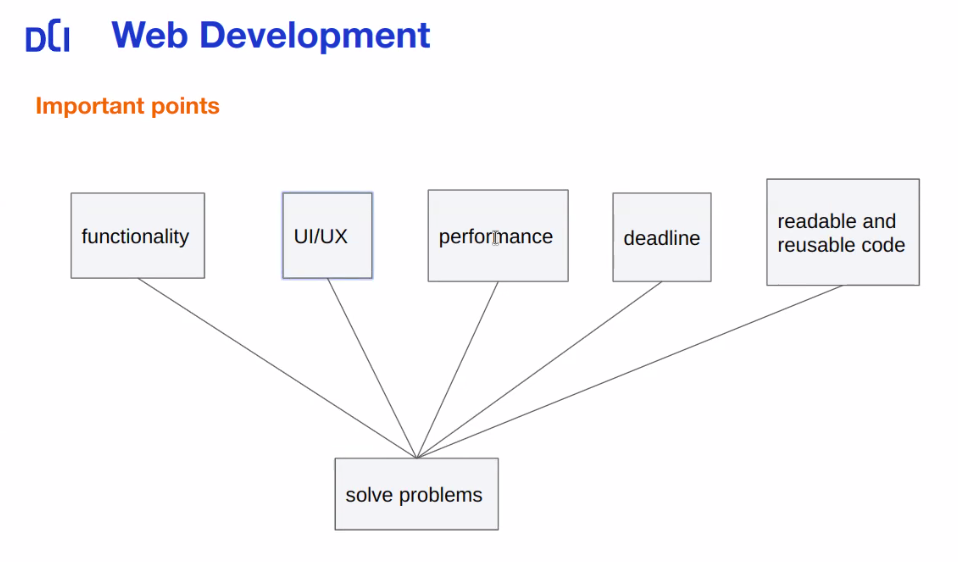 DCI
Web Development
Important points
functionality
UI/UX
performance
deadline
readable and
reusable code
solve problems